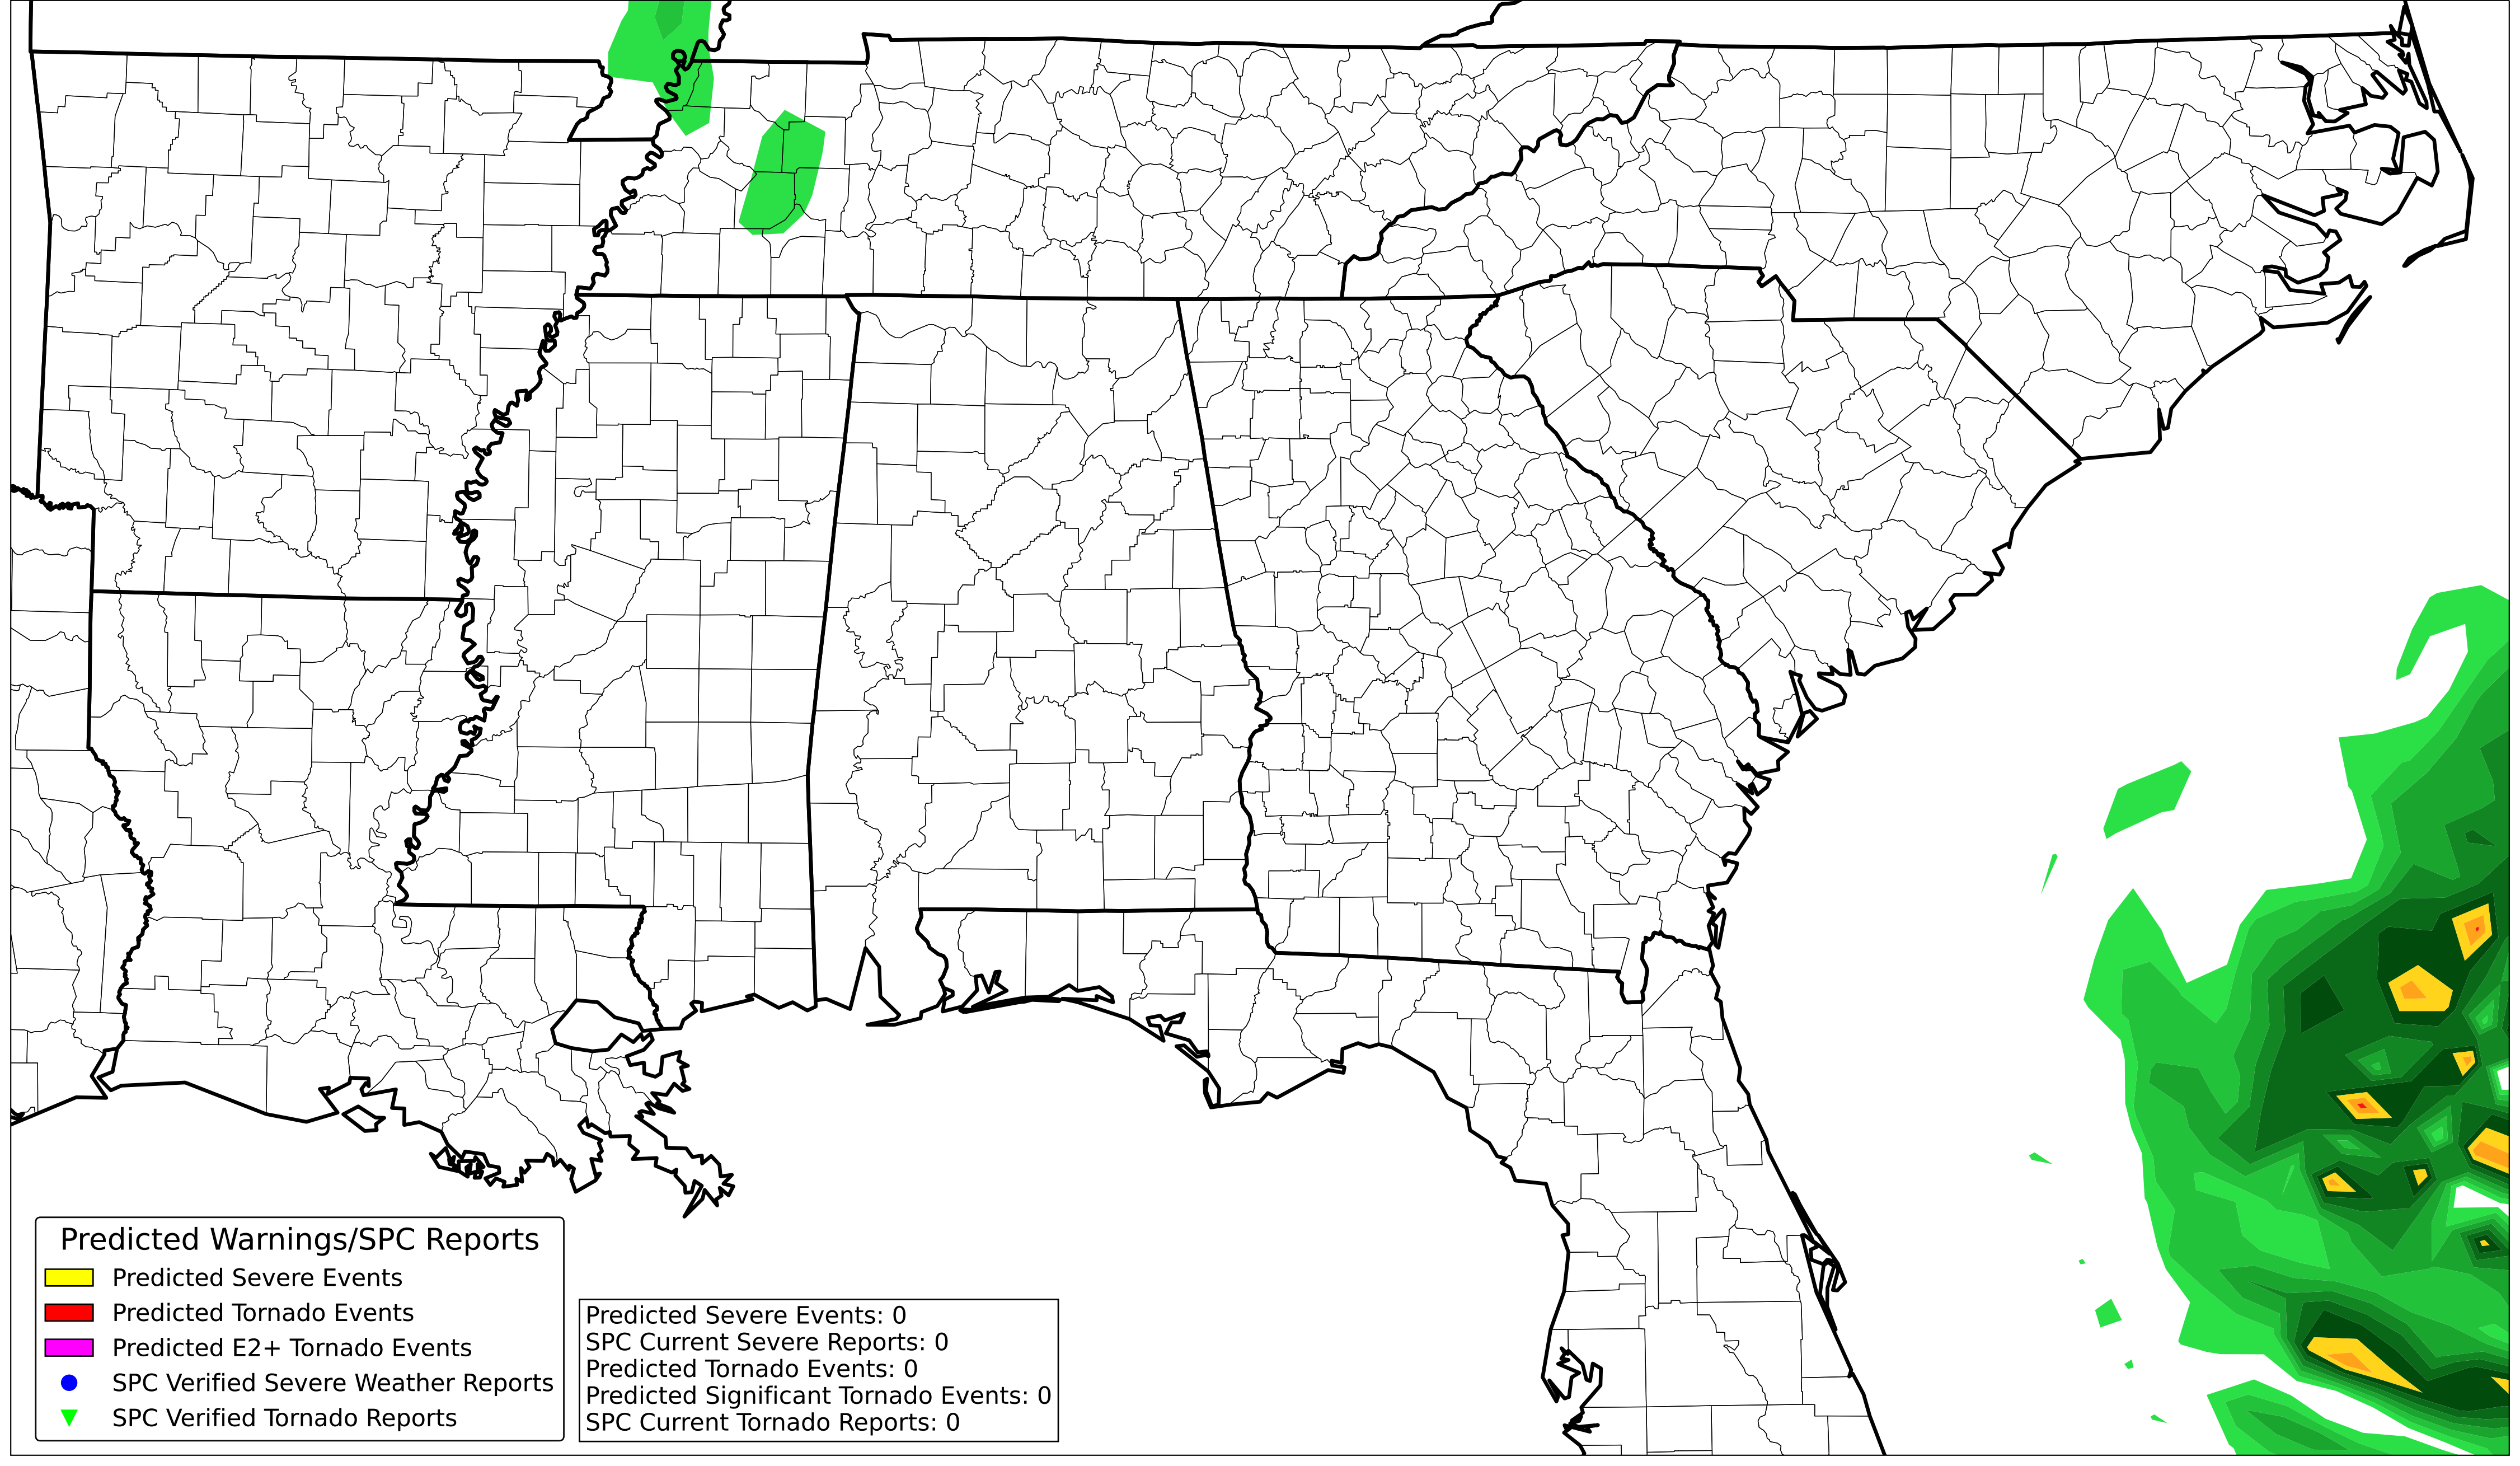 Predicted Warnings/SPC Reports
Predicted Severe Events
Predicted Tornado Events
Predicted E2+ Tornado Events
SPC Verified Severe Weather Reports
SPC Verified Tornado Reports
Predicted Severe Events: 0
SPC Current Severe Reports: 0
Predicted Tornado Events: 0
Predicted Significant Tornado Events: 0
SPC Current Tornado Reports: 0